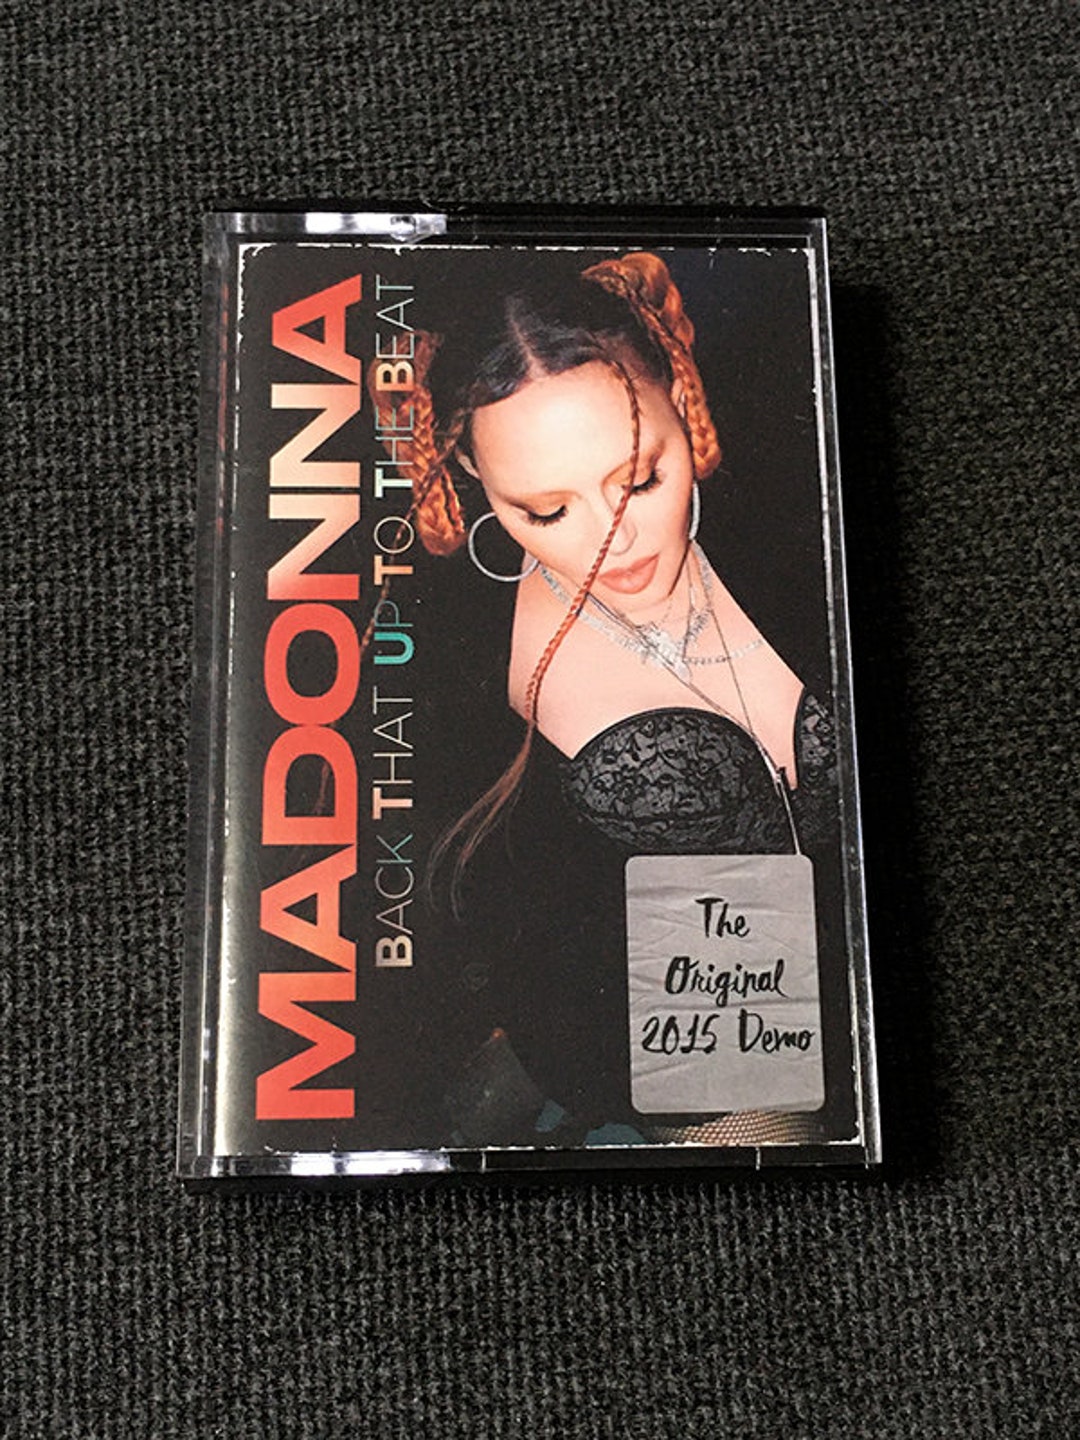 MADONNA
BACK THAT UP TO THE BEAT
The
Original
2015 Demo